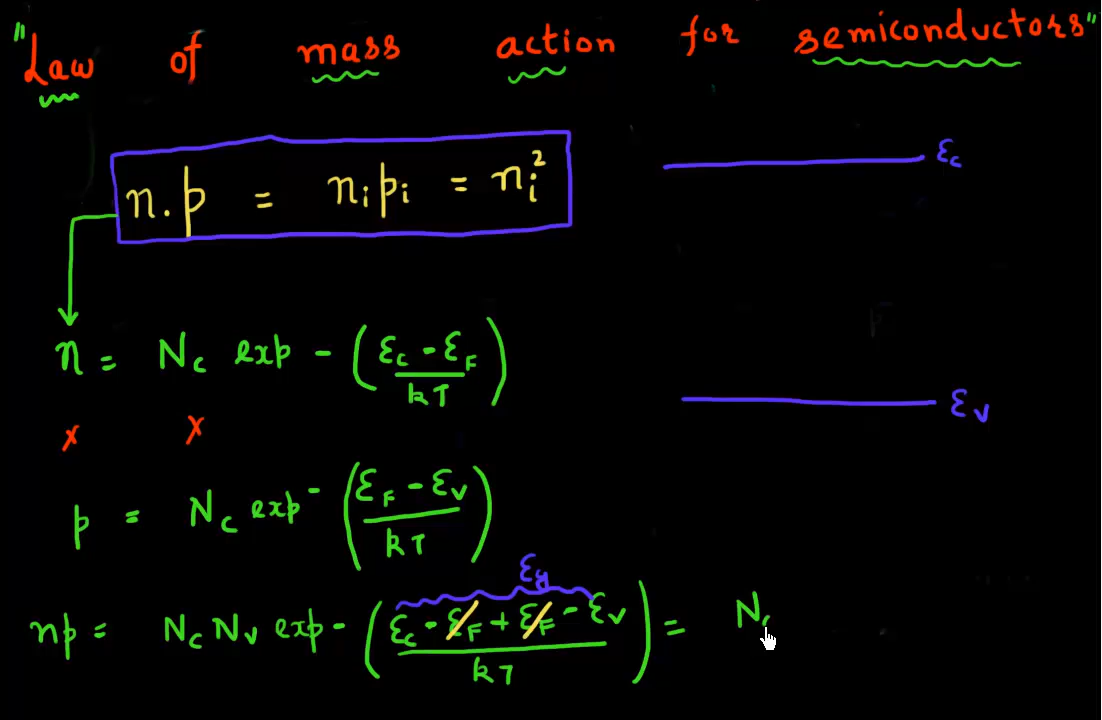 "Law of mass action for semiconductors"
εc
n.p = nipi = ni²
n = Nc exp - (εc - εF / kT)
εv
x x
p = Nc exp - (εF - εv / kT)
εg
np = Nc Nv exp - (εc - εF + εF - εv / kT) = Nc